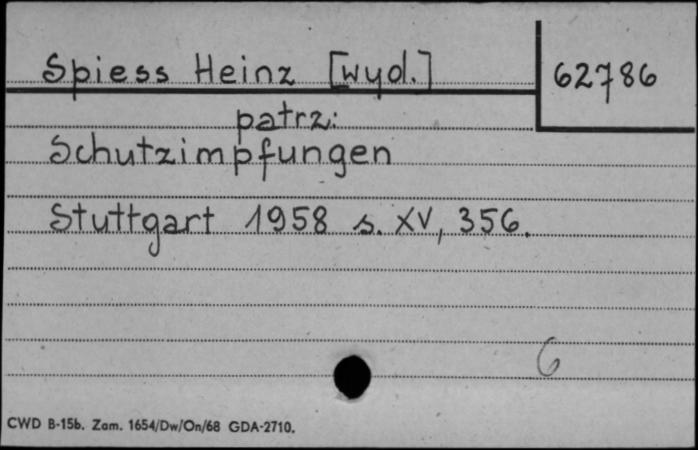 Spiess Heinz [wyd.]
62786
patrz:
Schutzimpfungen
Stuttgart 1958 s. XV, 356.
6
CWD B-15b. Zam. 1654/Dw/On/68 GDA-2710.